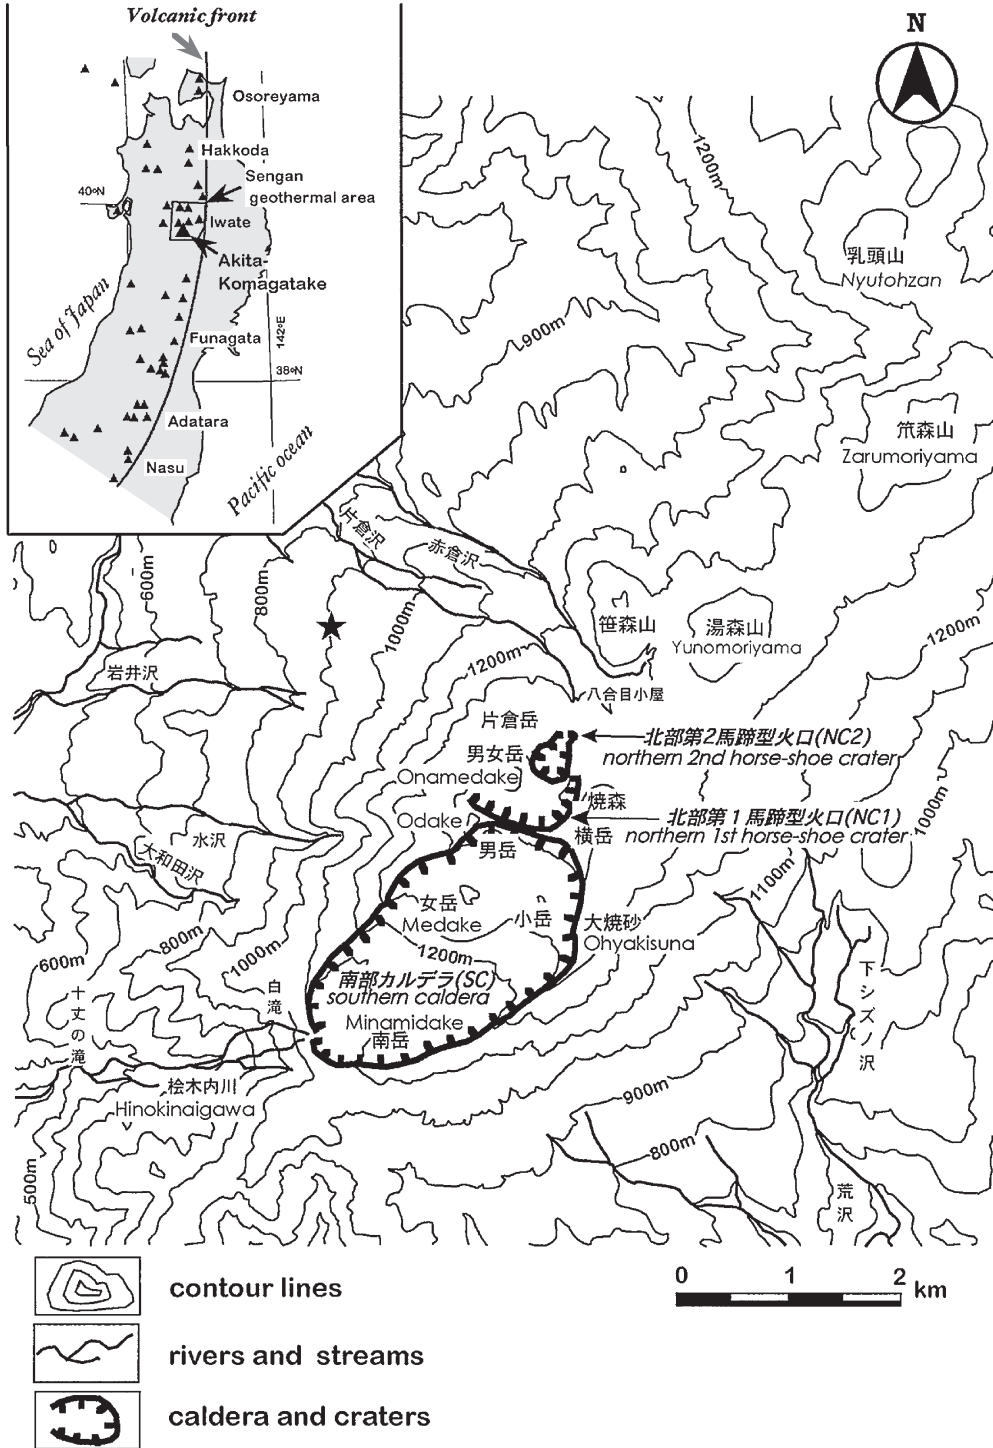 Volcanic front
Osoreyama
Hakkoda
Sengan
geothermal area
40°N
Iwate
Akita-
Komagatake
Sea of Japan
Funagata
142°E
38°N
Adatara
Nasu
Pacific ocean
N
1200m
乳頭山
Nyutohzan
900m
笊森山
Zarumoriyama
片倉沢
赤倉沢
600m
800m
1000m
笹森山
湯森山
Yunomoriyama
1200m
1200m
岩井沢
八合目小屋
片倉岳
北部第2馬蹄型火口(NC2)
northern 2nd horse-shoe crater
男女岳
Onamedake
焼森
1000m
Odake
北部第1馬蹄型火口(NC1)
northern 1st horse-shoe crater
横岳
男岳
水沢
大和田沢
1100m
女岳
Medake
小岳
大焼砂
Ohyakisuna
800m
1000m
600m
1200m
南部カルデラ(SC)
southern caldera
白滝
十丈の滝
下シズノ沢
Minamidake
南岳
桧木内川
Hinokinaigawa
900m
800m
500m
荒沢
contour lines
0 1 2 km
rivers and streams
caldera and craters